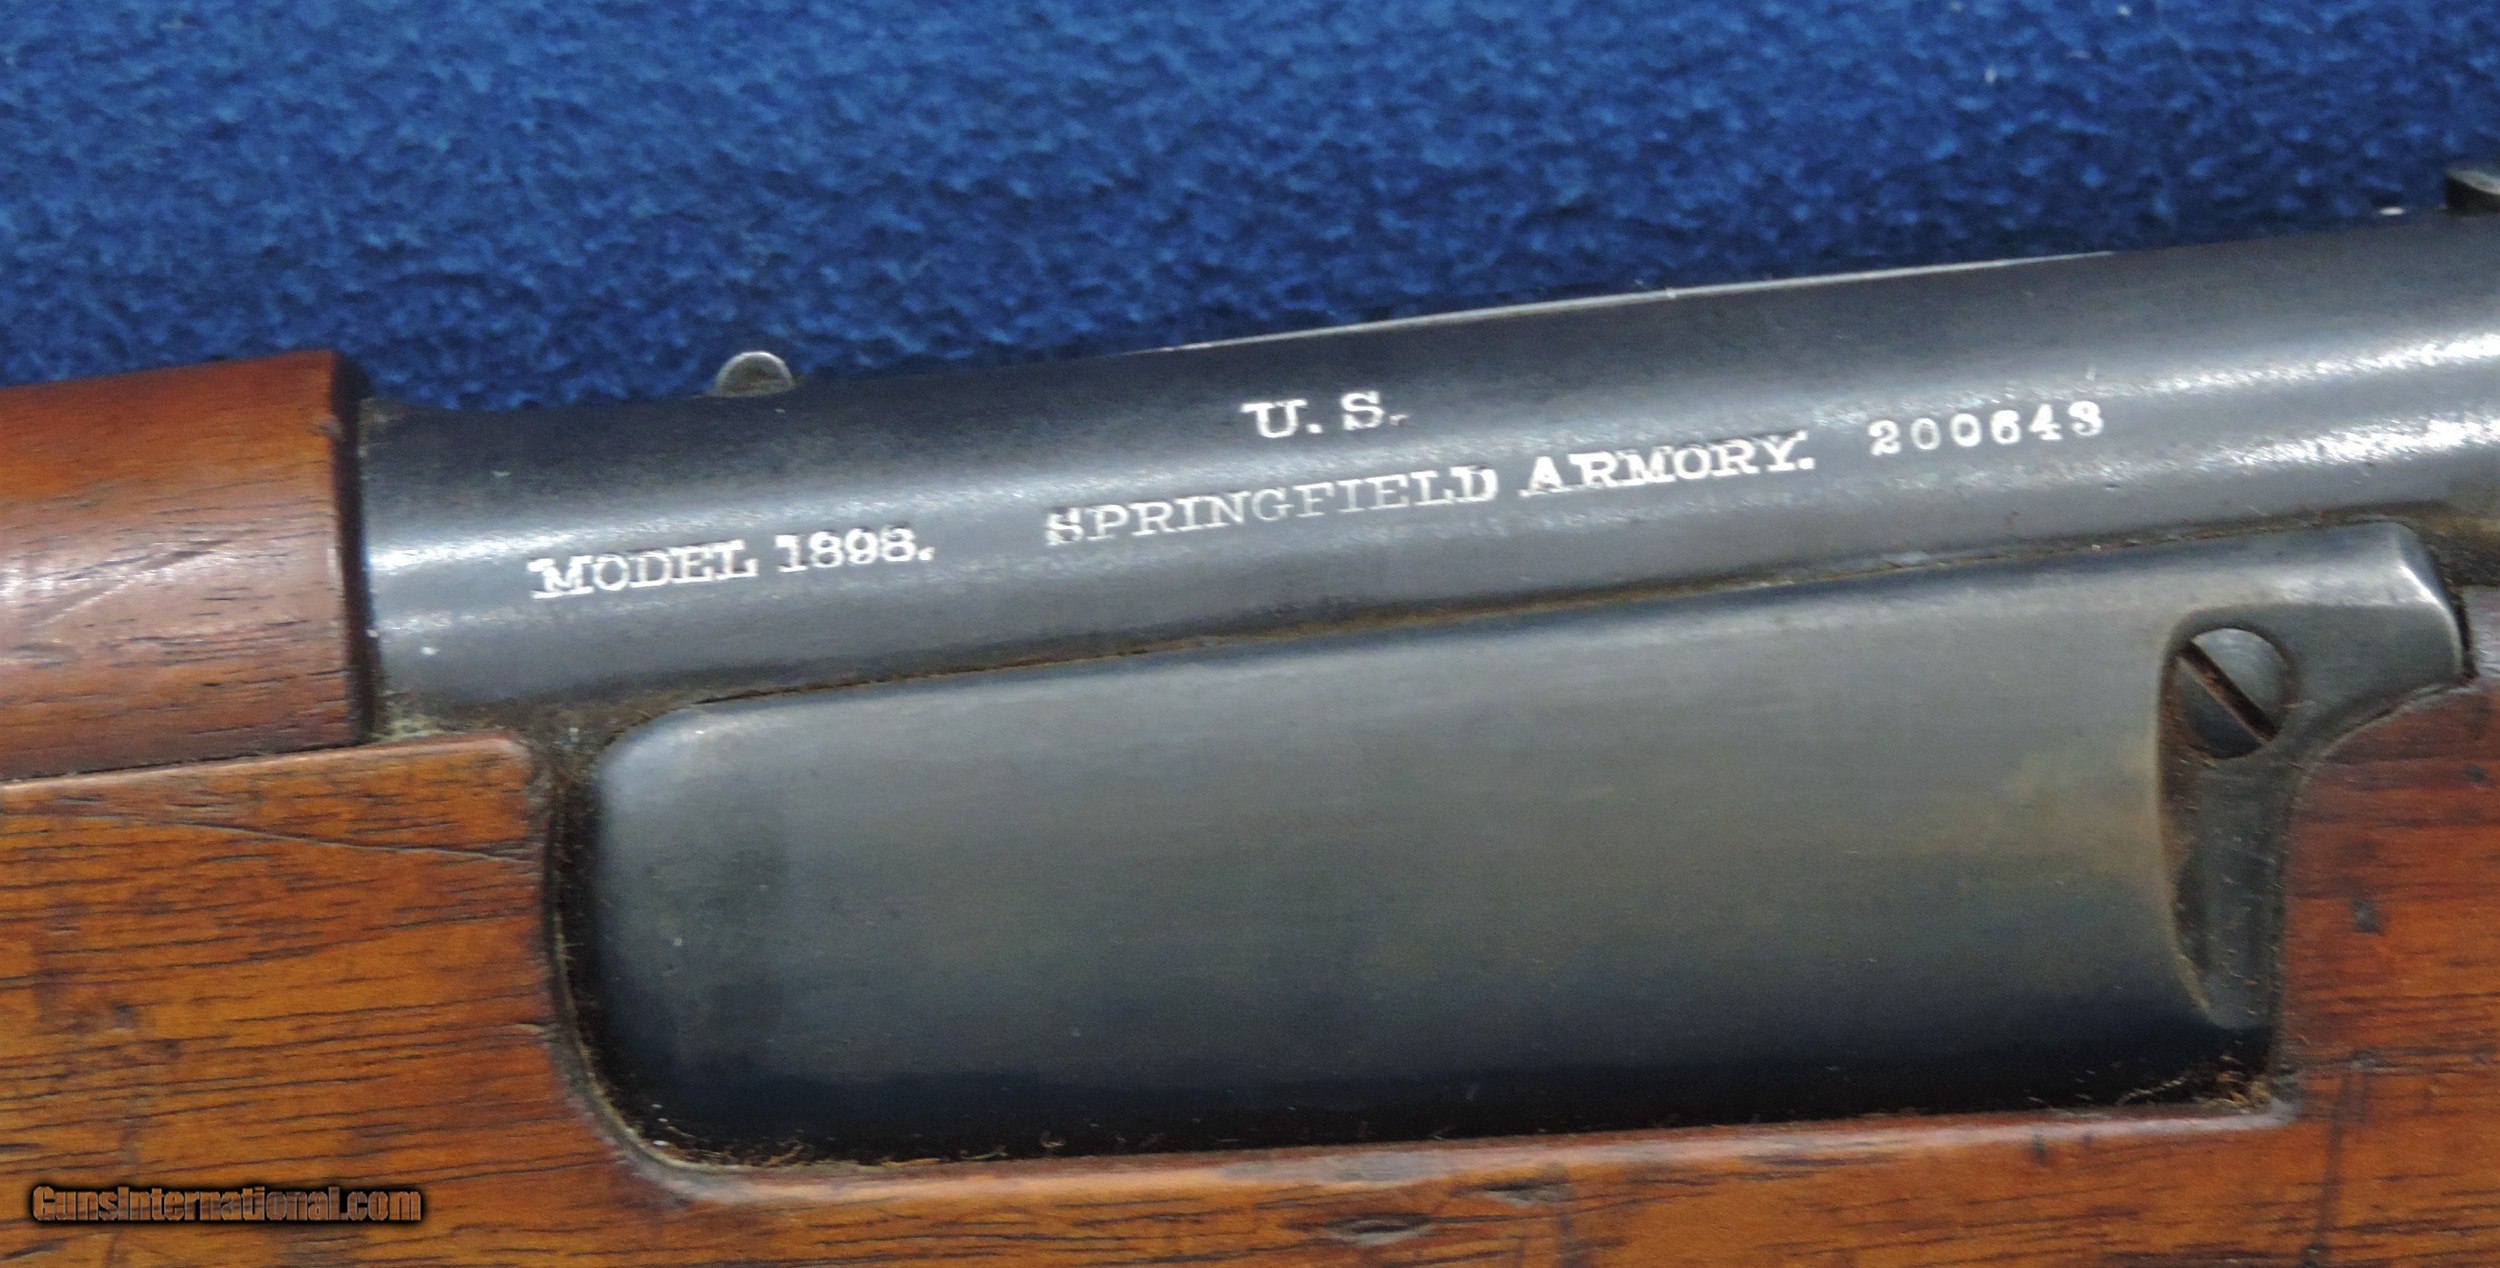 U. S.
MODEL 1898. SPRINGFIELD ARMORY. 200643
GunsInternational.com